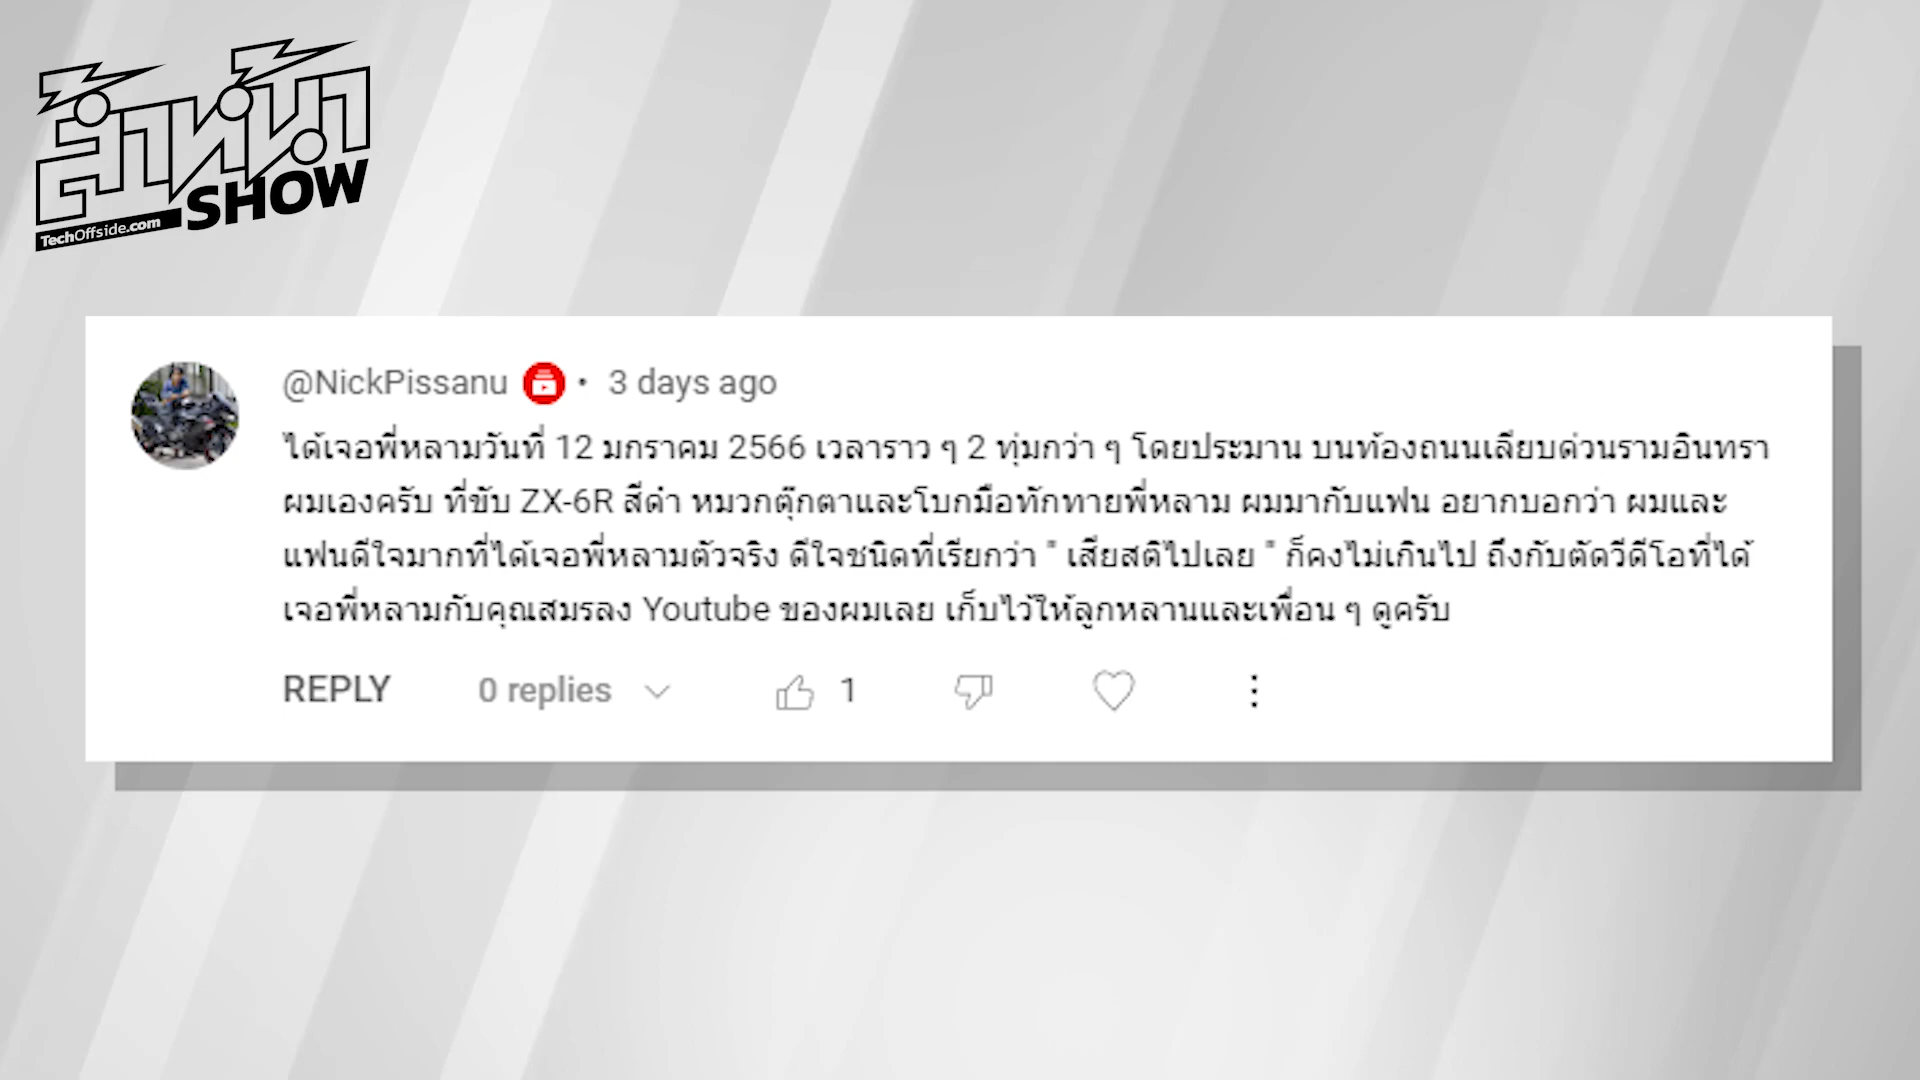 ล้ำหน้า
SHOW
TechOffside.com
@NickPissanu • 3 days ago
ได้เจอพี่หลามวันที่ 12 มกราคม 2566 เวลาราว ๆ 2 ทุ่มกว่า ๆ โดยประมาน บนท้องถนนเลียบด่วนรามอินทรา
ผมเองครับ ที่ขับ ZX-6R สีดำ หมวกตุ๊กตาและโบกมือทักทายพี่หลาม ผมมากับแฟน อยากบอกว่า ผมและ
แฟนดีใจมากที่ได้เจอพี่หลามตัวจริง ดีใจชนิดที่เรียกว่า " เสียสติไปเลย " ก็คงไม่เกินไป ถึงกับตัดวีดีโอที่ได้
เจอพี่หลามกับคุณสมรลง Youtube ของผมเลย เก็บไว้ให้ลูกหลานและเพื่อน ๆ ดูครับ
REPLY 0 replies 1